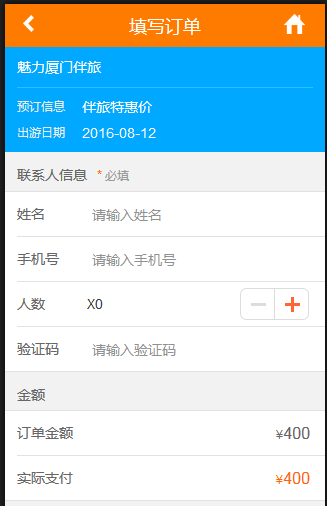 填写订单
魅力厦门伴旅
预订信息 伴旅特惠价
出游日期 2016-08-12
联系人信息 * 必填
姓名 请输入姓名
手机号 请输入手机号
人数 X0
验证码 请输入验证码
金额
订单金额 ¥400
实际支付 ¥400